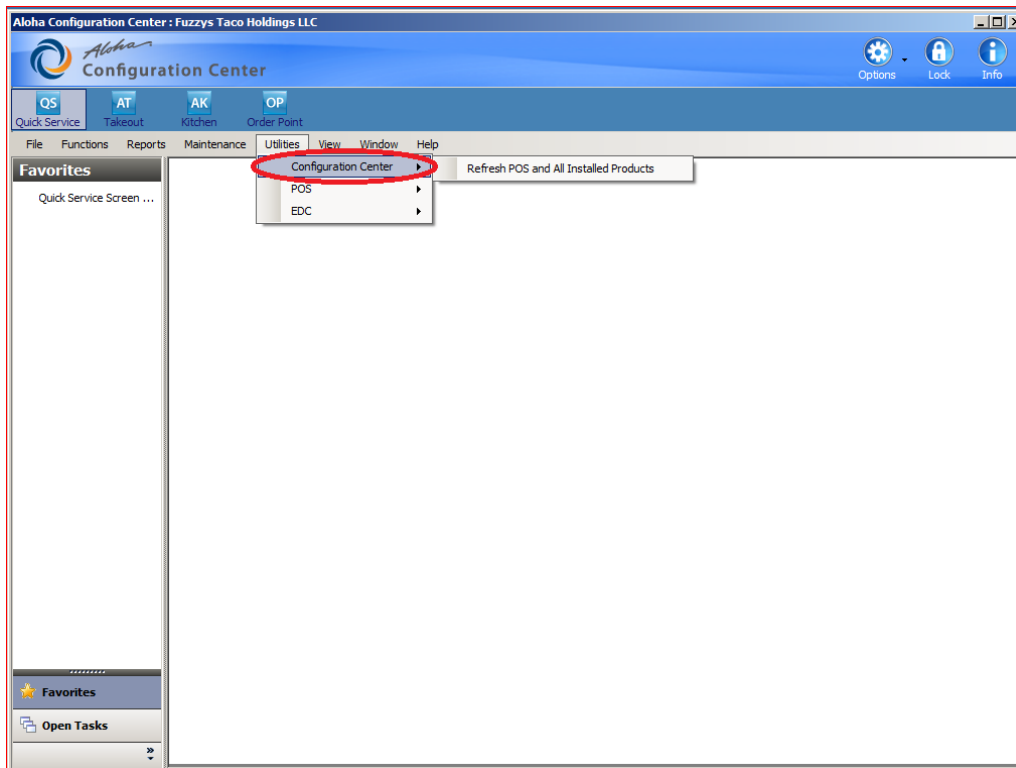 Aloha Configuration Center : Fuzzys Taco Holdings LLC
Aloha
Configuration Center
Options Lock Info
QS AT AK OP
Quick Service Takeout Kitchen Order Point
File Functions Reports Maintenance Utilities View Window Help
Favorites
Configuration Center
Refresh POS and All Installed Products
Quick Service Screen ...
POS
EDC
Favorites
Open Tasks